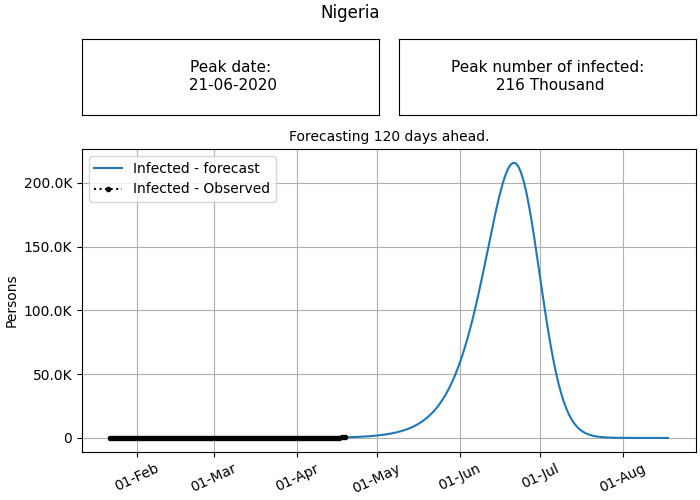 Nigeria
Peak date:
21-06-2020
Peak number of infected:
216 Thousand
Forecasting 120 days ahead.
Infected - forecast
Infected - Observed
200.0K
150.0K
100.0K
50.0K
0
Persons
01-Feb
01-Mar
01-Apr
01-May
01-Jun
01-Jul
01-Aug